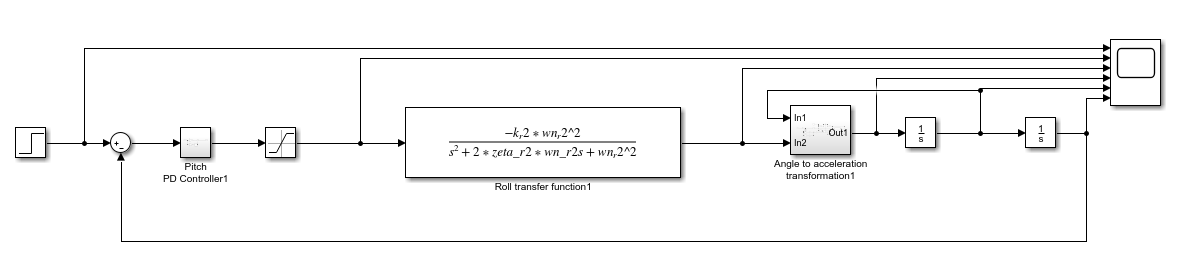 +
-
Pitch
PD Controller1
−k_r2 * wn_r2^2
s^2 + 2 * zeta_r2 * wn_r2s + wn_r2^2
Roll transfer function1
In1
In2
Out1
Angle to acceleration
transformation1
1
s
1
s